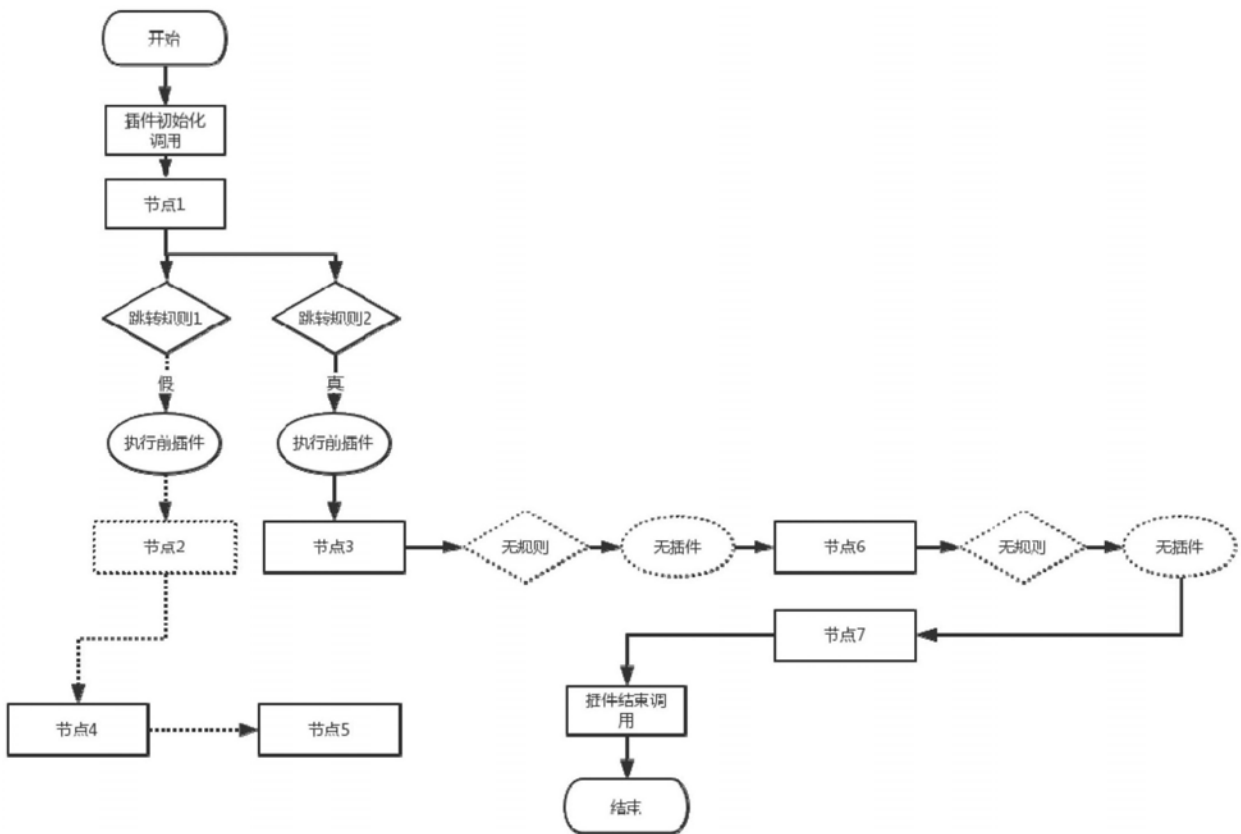 开始
插件初始化
调用
节点1
跳转规则1
跳转规则2
假
真
执行前插件
执行前插件
节点2
节点3
无规则
无插件
节点6
无规则
无插件
节点7
节点4
节点5
插件结束调
用
结束